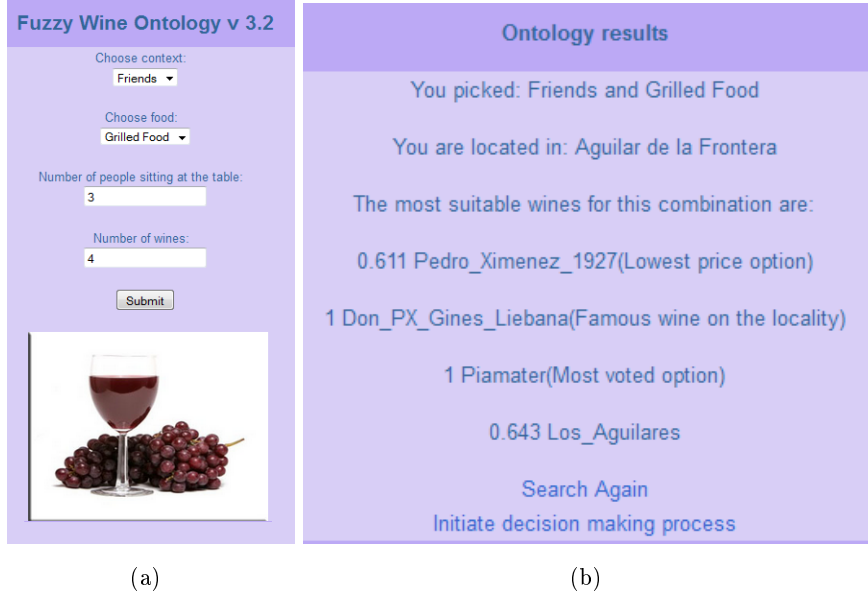 Fuzzy Wine Ontology v 3.2
Choose context:
Friends
Choose food:
Grilled Food
Number of people sitting at the table:
3
Number of wines:
4
Submit
(a)
Ontology results
You picked: Friends and Grilled Food
You are located in: Aguilar de la Frontera
The most suitable wines for this combination are:
0.611 Pedro_Ximenez_1927(Lowest price option)
1 Don_PX_Gines_Liebana(Famous wine on the locality)
1 Piamater(Most voted option)
0.643 Los_Aguilares
Search Again
Initiate decision making process
(b)